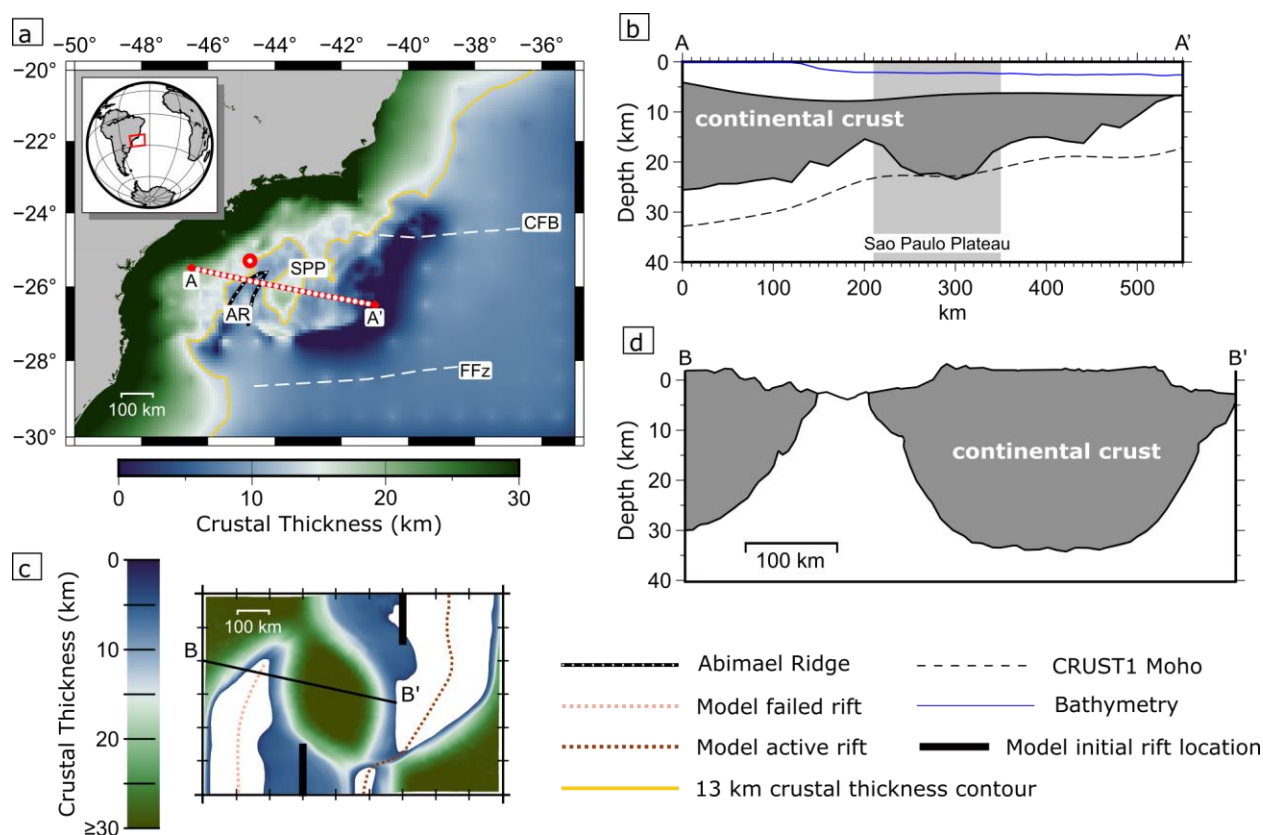 a
−50° −48° −46° −44° −42° −40° −38° −36°
−20°
−22°
−24°
−26°
−28°
−30°
CFB
SPP
A
AR
A'
FFz
100 km
0 10 20 30
Crustal Thickness (km)
b
A A'
0
10
20
30
40
Depth (km)
continental crust
Sao Paulo Plateau
0 100 200 300 400 500
km
c
0
10
20
≥30
Crustal Thickness (km)
100 km
B
B'
d
B B'
0
10
20
30
40
Depth (km)
continental crust
100 km
Abimael Ridge
CRUST1 Moho
Model failed rift
Bathymetry
Model active rift
Model initial rift location
13 km crustal thickness contour